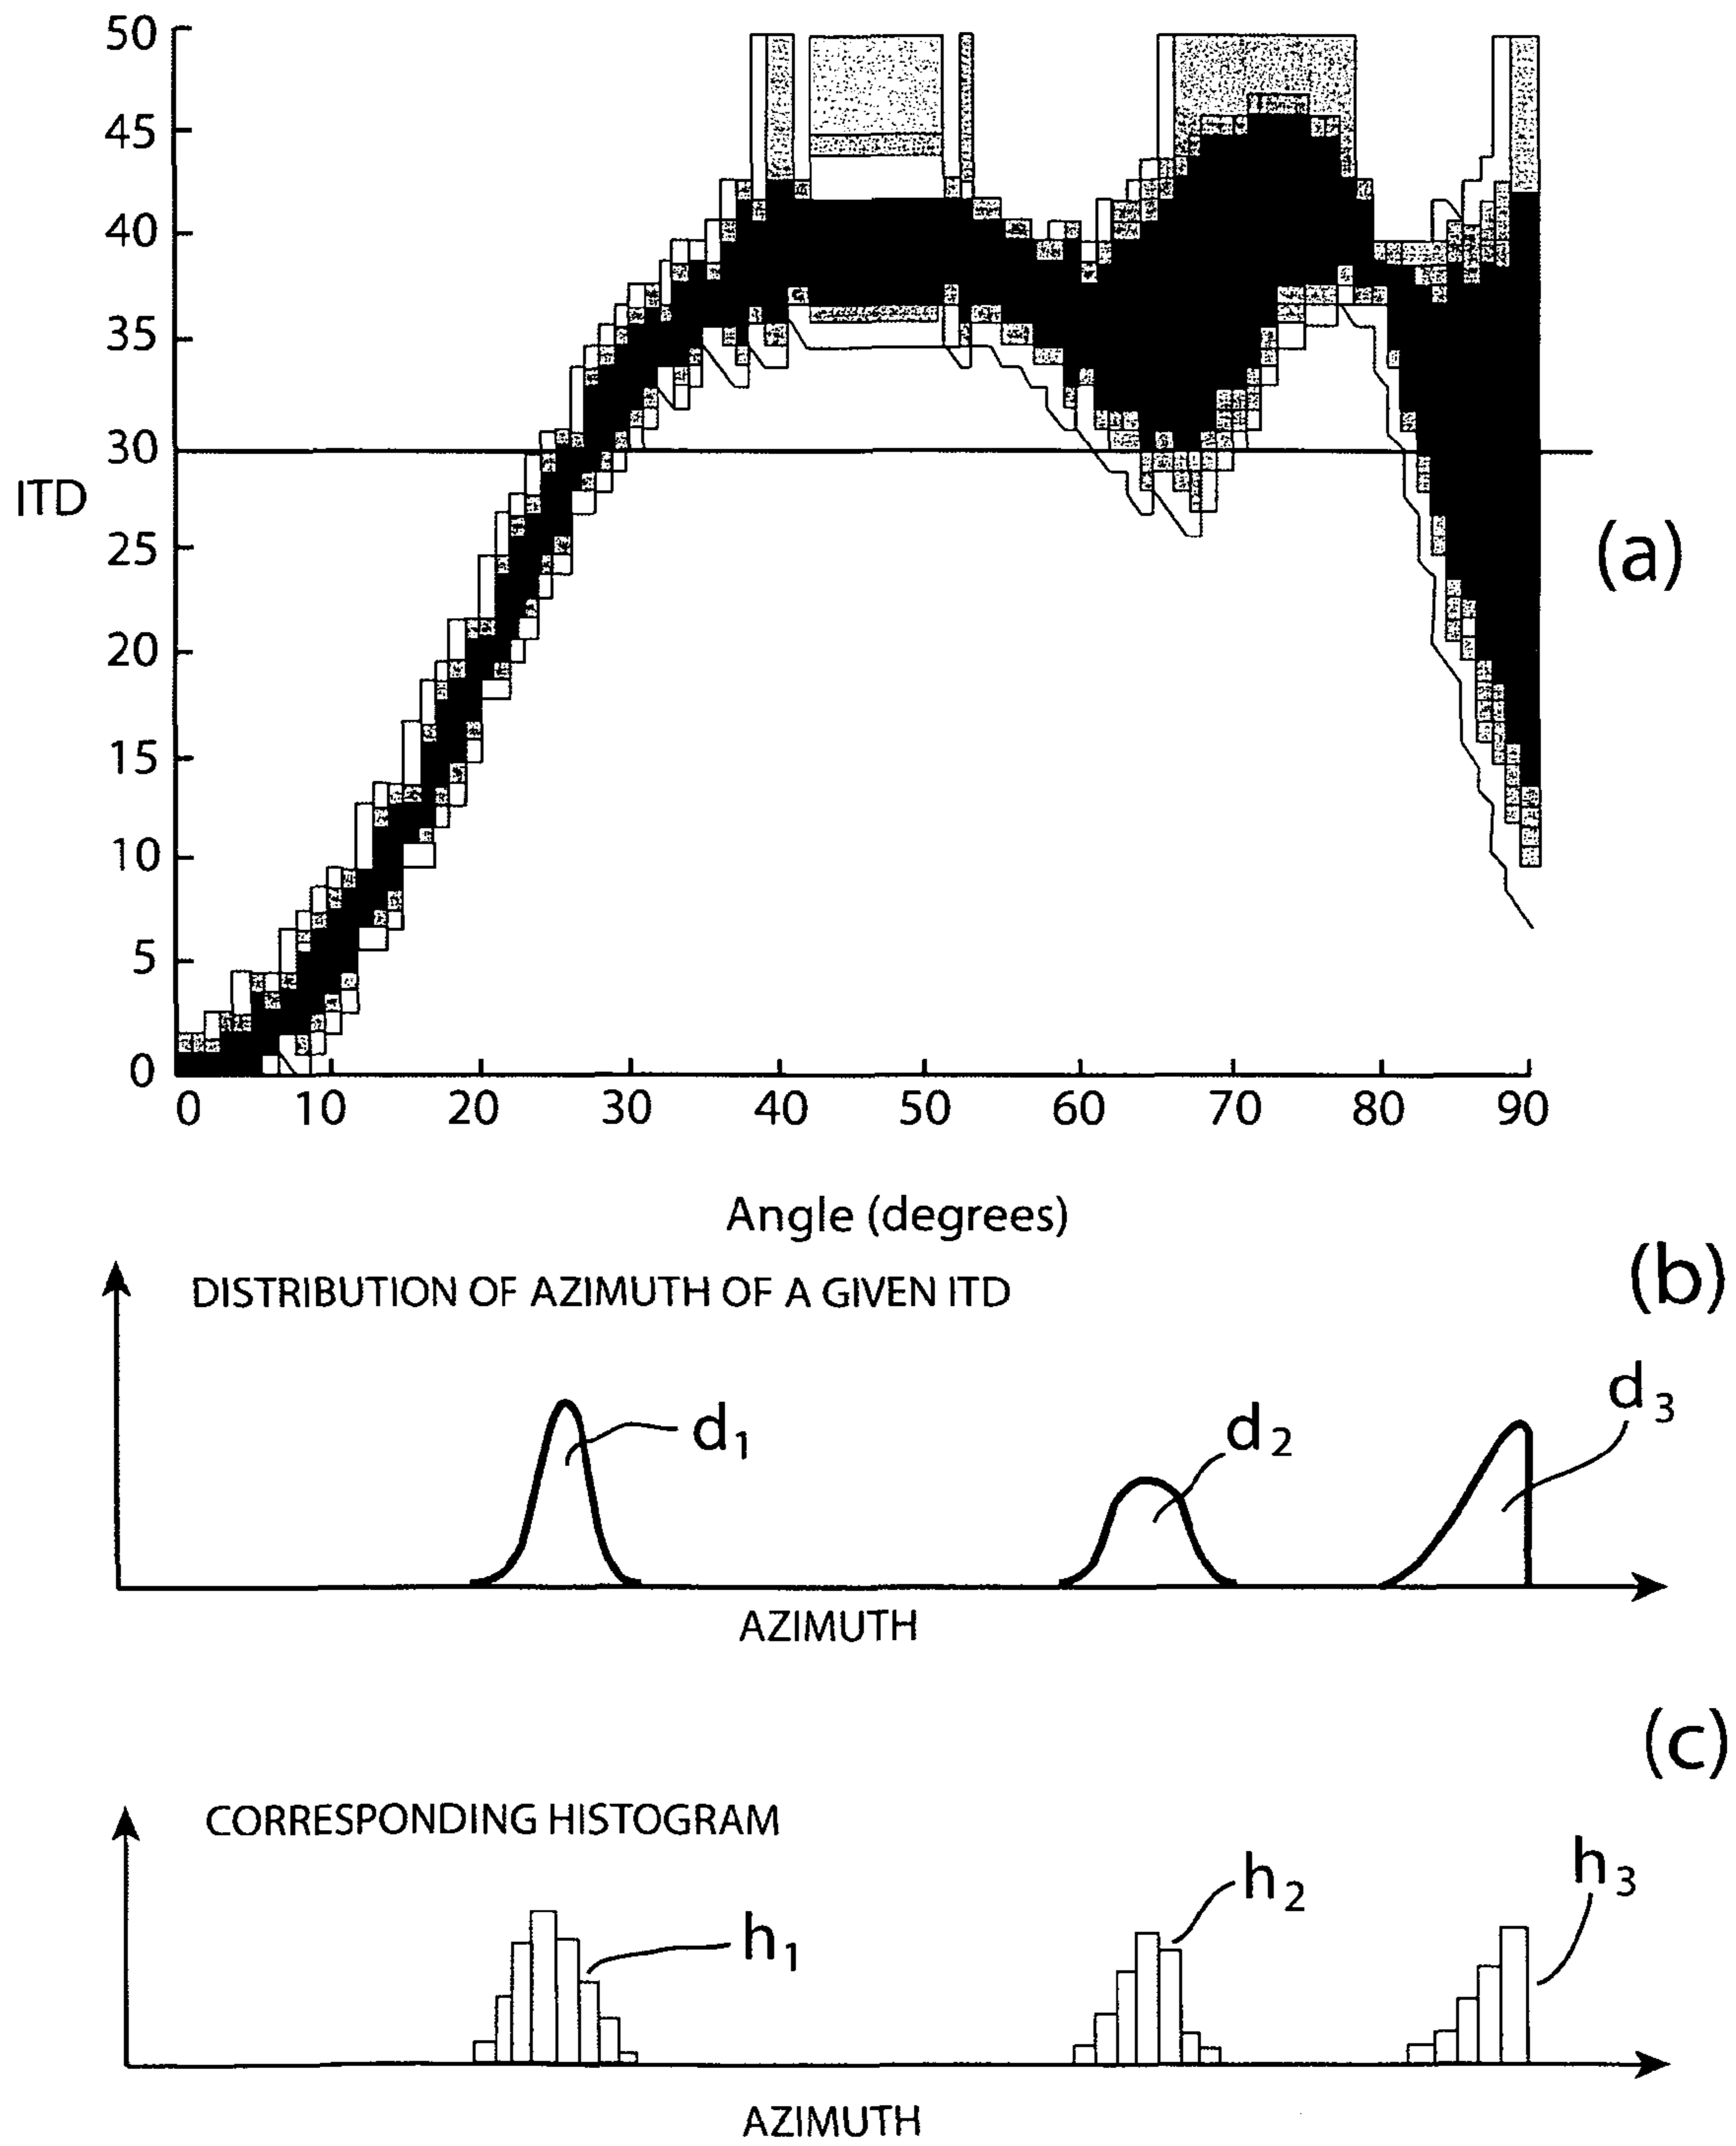 50
45
40
35
30
ITD
25
(a)
20
15
10
5
0
0 10 20 30 40 50 60 70 80 90
Angle (degrees)
(b)
DISTRIBUTION OF AZIMUTH OF A GIVEN ITD
d1
d2
d3
AZIMUTH
(c)
CORRESPONDING HISTOGRAM
h1
h2
h3
AZIMUTH